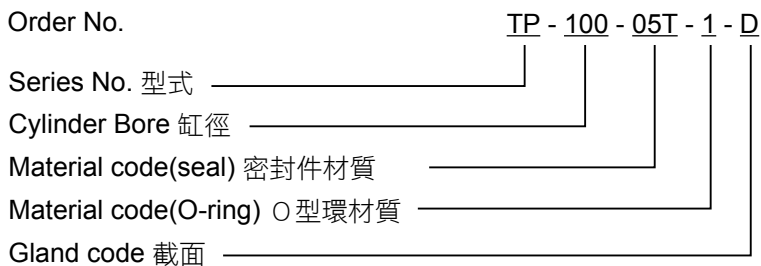 Order No. TP - 100 - 05T - 1 - D
Series No. 型式
Cylinder Bore 缸徑
Material code(seal) 密封件材質
Material code(O-ring) Ｏ型環材質
Gland code 截面